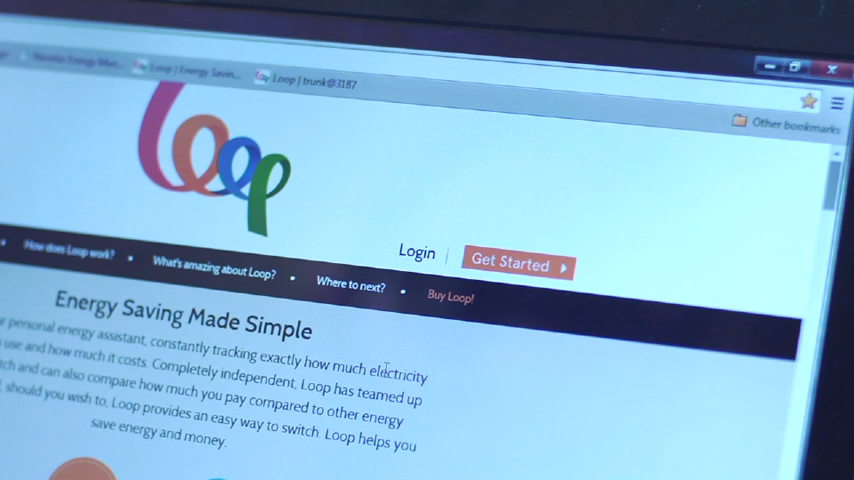 Loop | Energy Savin...
Loop | trunk@3187
Other bookmarks
loop
Login | Get Started
How does Loop work? • What's amazing about Loop? • Where to next? • Buy Loop!
Energy Saving Made Simple
personal energy assistant, constantly tracking exactly how much electricity
use and how much it costs. Completely independent, Loop has teamed up
and can also compare how much you pay compared to other energy
should you wish to, Loop provides an easy way to switch. Loop helps you
save energy and money.